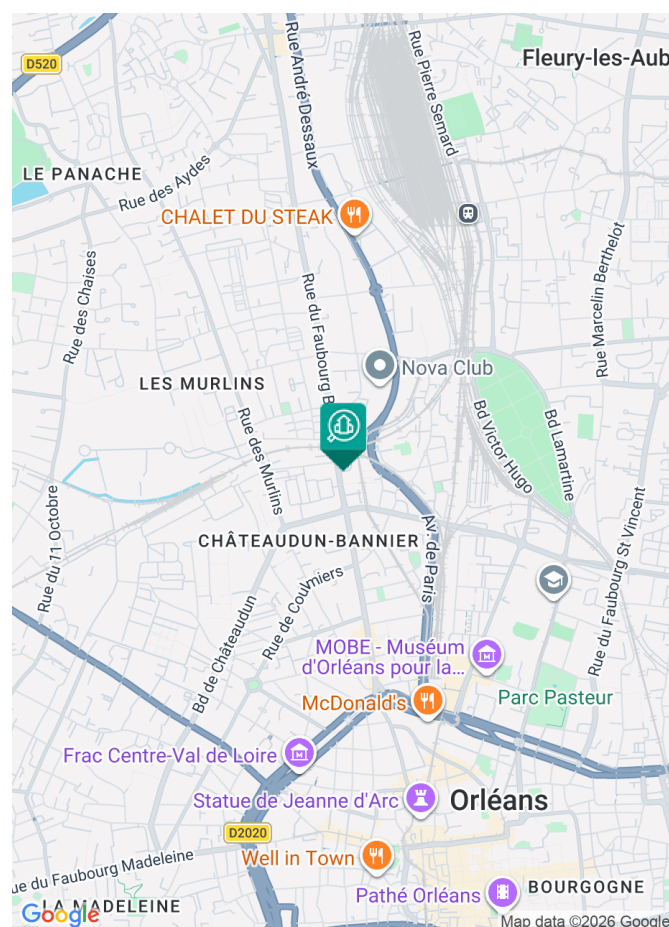 D520
Rue André Dessaux
Rue Pierre Semard
Fleury-les-Aub
LE PANACHE
Rue des Aydes
CHALET DU STEAK
Rue des Chaises
Rue du Faubourg B
Rue Marcelin Berthelot
Nova Club
LES MURLINS
Rue des Murlins
Bd Victor Hugo
Bd Lamartine
Rue du 11 Octobre
CHÂTEAUDUN-BANNIER
Av. de Paris
Rue du Faubourg St Vincent
Rue de Coulmiers
Bd de Châteaudun
MOBE - Muséum
d'Orléans pour la...
Parc Pasteur
McDonald's
Frac Centre-Val de Loire
Statue de Jeanne d'Arc
Orléans
D2020
Well in Town
ue du Faubourg Madeleine
Pathé Orléans
BOURGOGNE
LA MADELEINE
Google
Map data ©2026 Google